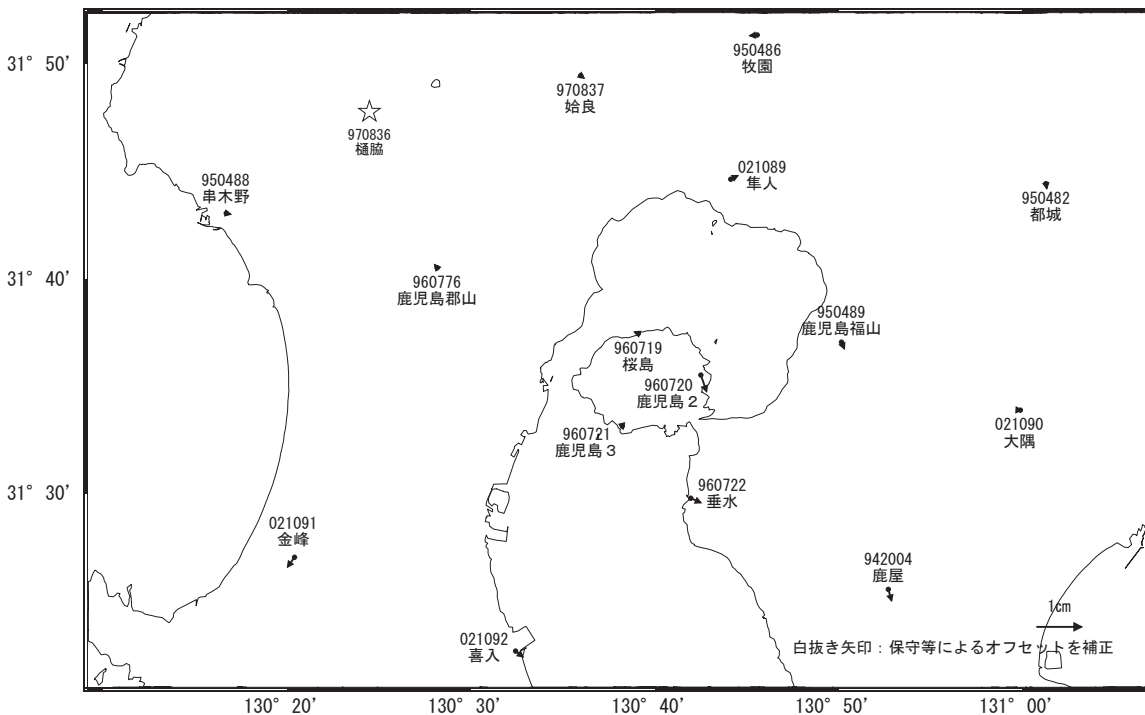 31° 50'
31° 40'
31° 30'
950486
牧園
970837
姶良
970836
樋脇
021089
隼人
950488
串木野
950482
都城
960776
鹿児島郡山
950489
鹿児島福山
960719
桜島
960720
鹿児島2
960721
鹿児島3
021090
大隅
960722
垂水
021091
金峰
942004
鹿屋
1cm
021092
喜入
白抜き矢印:保守等によるオフセットを補正
130° 20'
130° 30'
130° 40'
130° 50'
131° 00'